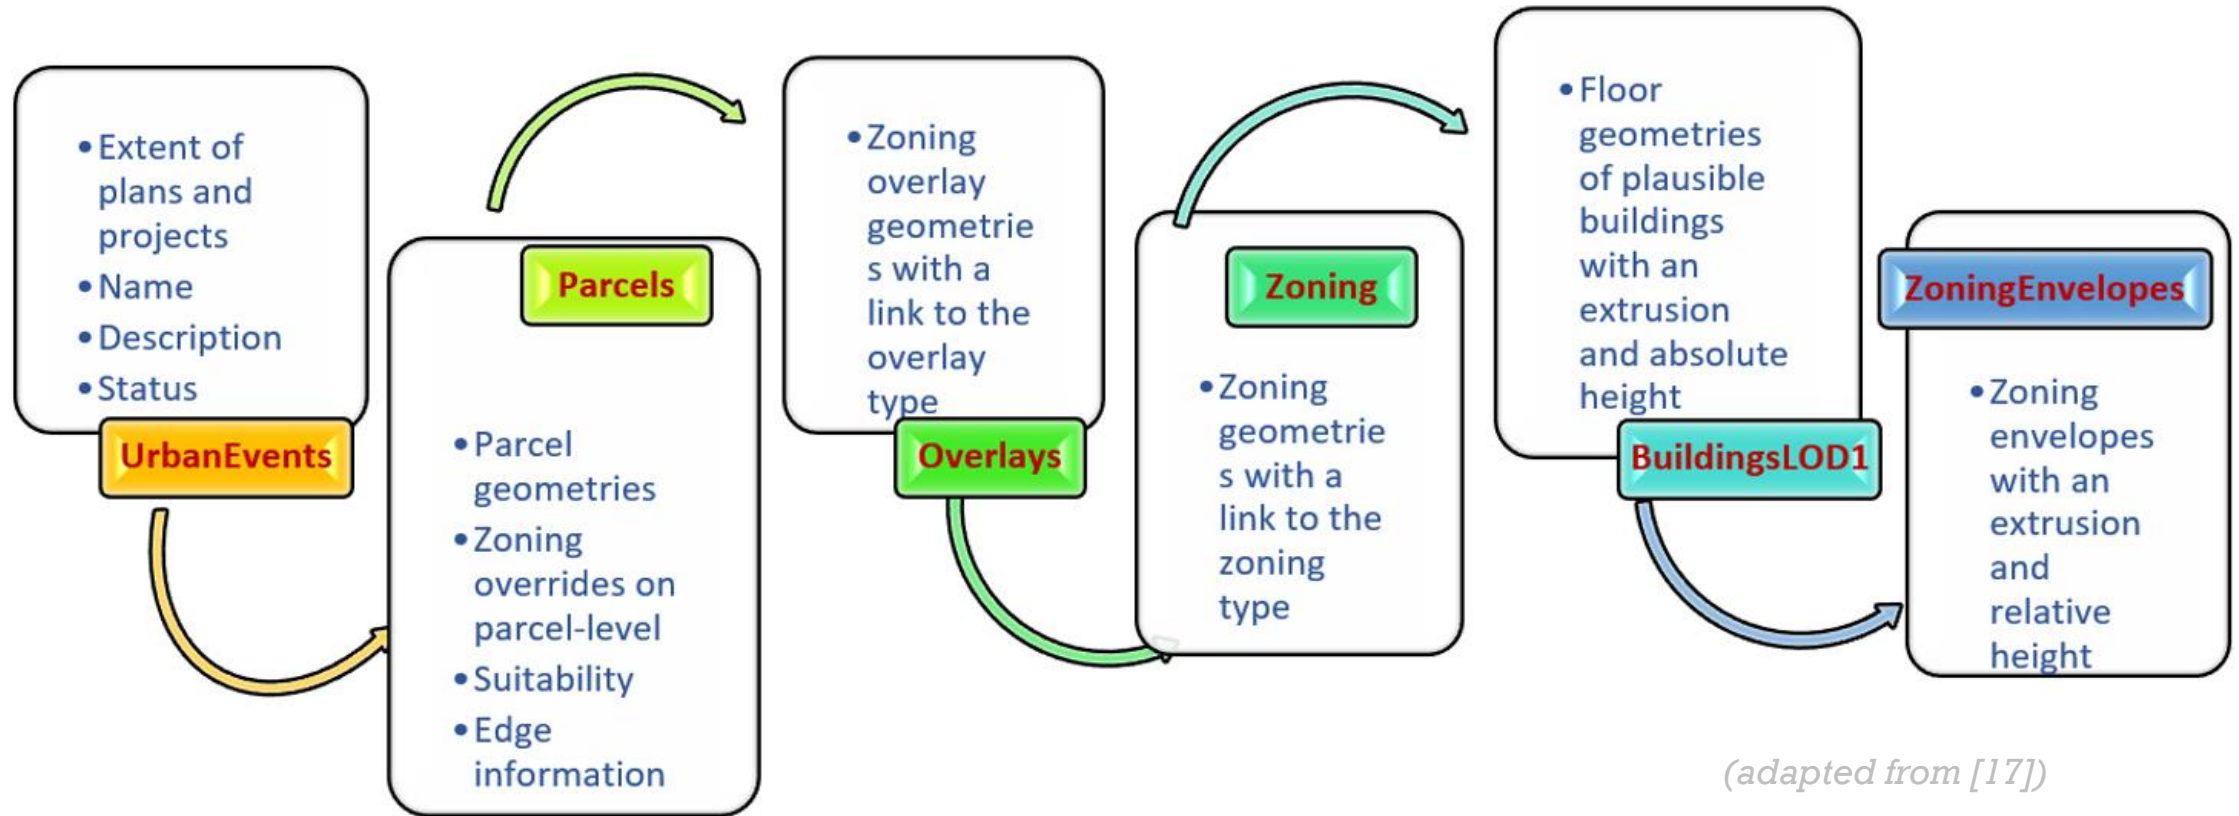 • Extent of
plans and
projects
• Name
• Description
• Status
UrbanEvents
Parcels
• Parcel
geometries
• Zoning
overrides on
parcel-level
• Suitability
• Edge
information
• Zoning
overlay
geometrie
s with a
link to the
overlay
type
Overlays
Zoning
• Zoning
geometrie
s with a
link to the
zoning
type
• Floor
geometries
of plausible
buildings
with an
extrusion
and absolute
height
BuildingsLOD1
ZoningEnvelopes
• Zoning
envelopes
with an
extrusion
and
relative
height
(adapted from [17])